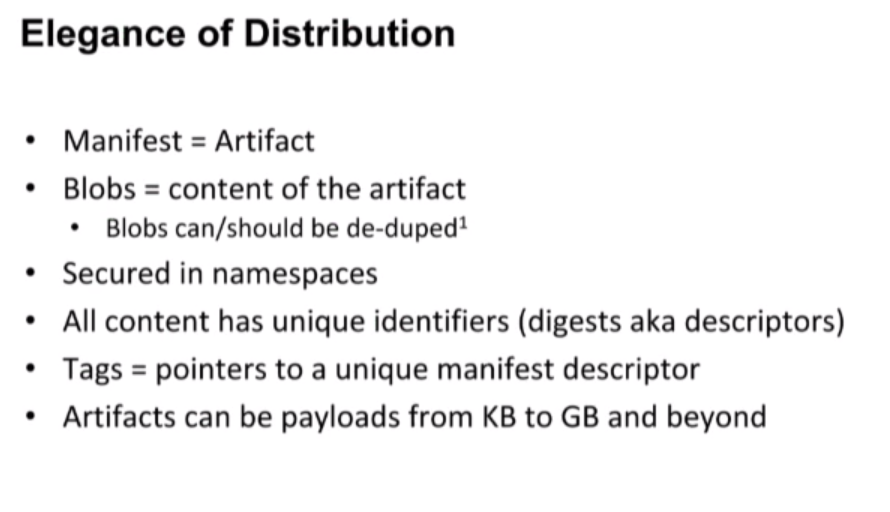 Elegance of Distribution
• Manifest = Artifact
• Blobs = content of the artifact
• Blobs can/should be de-duped¹
• Secured in namespaces
• All content has unique identifiers (digests aka descriptors)
• Tags = pointers to a unique manifest descriptor
• Artifacts can be payloads from KB to GB and beyond